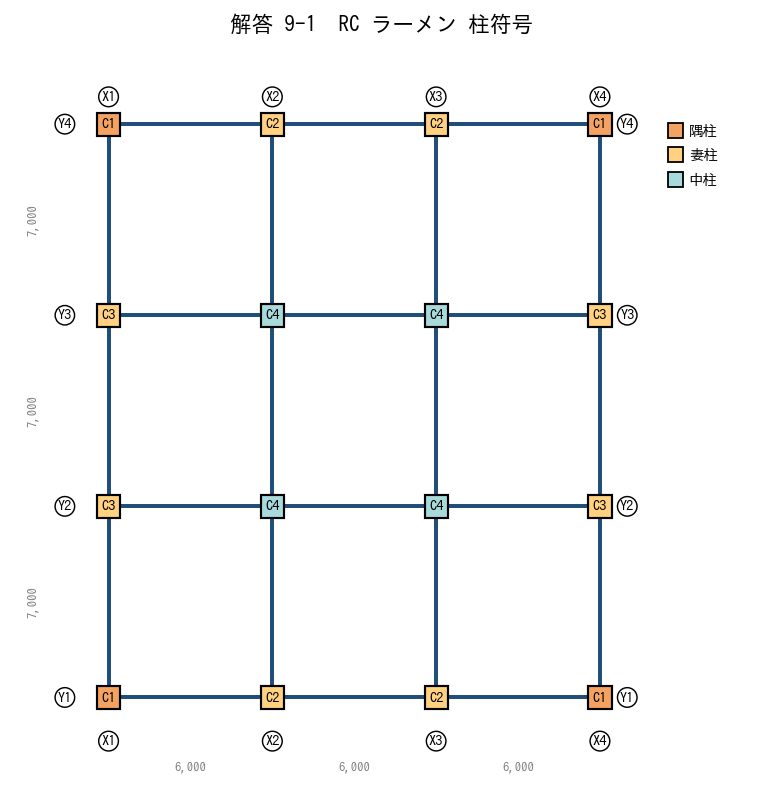 解答 9-1 RC ラーメン 柱符号
X1 X2 X3 X4
Y4 C1 C2 C2 C1 Y4
隅柱
妻柱
中柱
7,000
Y3 C3 C4 C4 C3 Y3
7,000
Y2 C3 C4 C4 C3 Y2
7,000
Y1 C1 C2 C2 C1 Y1
X1 X2 X3 X4
6,000 6,000 6,000